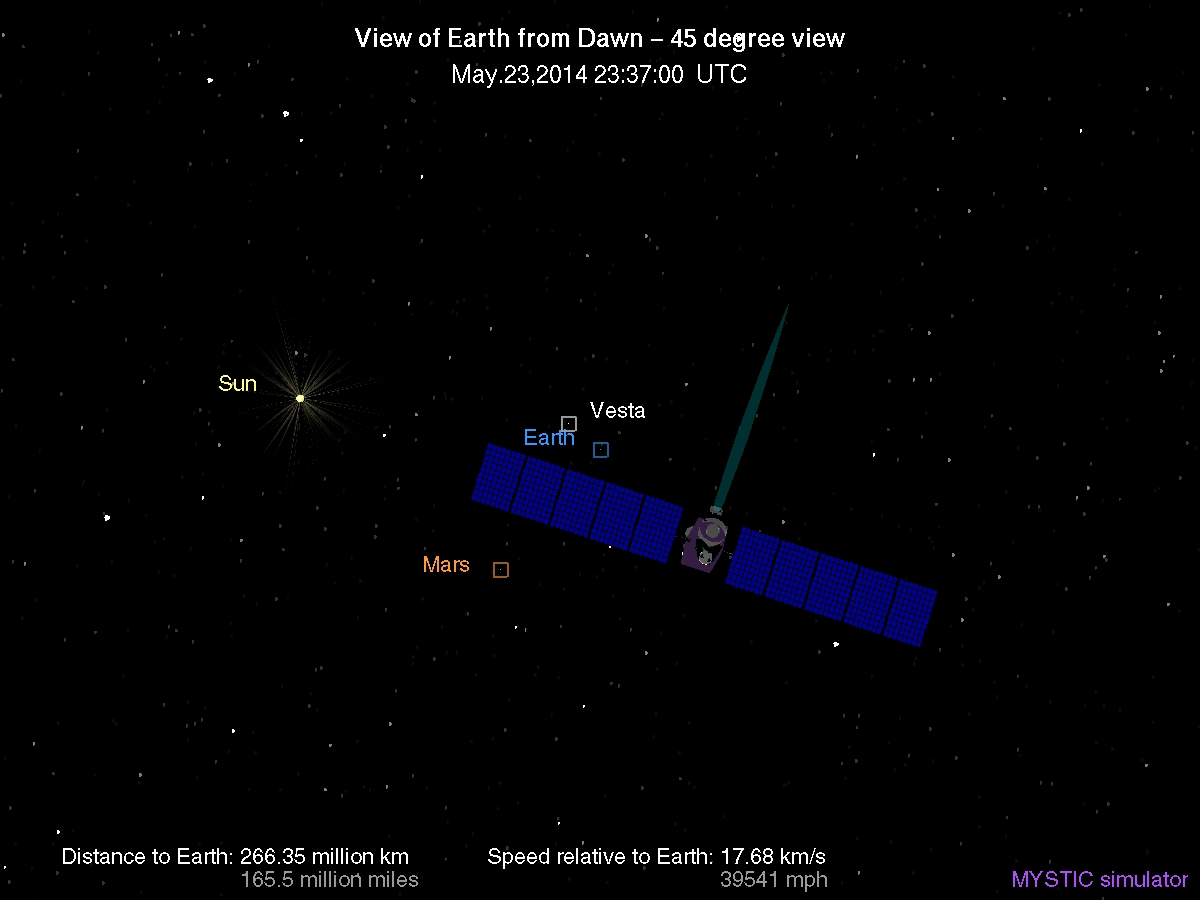 View of Earth from Dawn – 45 degree view
May.23,2014 23:37:00 UTC
Sun
Vesta
Earth
Mars
Distance to Earth: 266.35 million km
165.5 million miles
Speed relative to Earth: 17.68 km/s
39541 mph
MYSTIC simulator